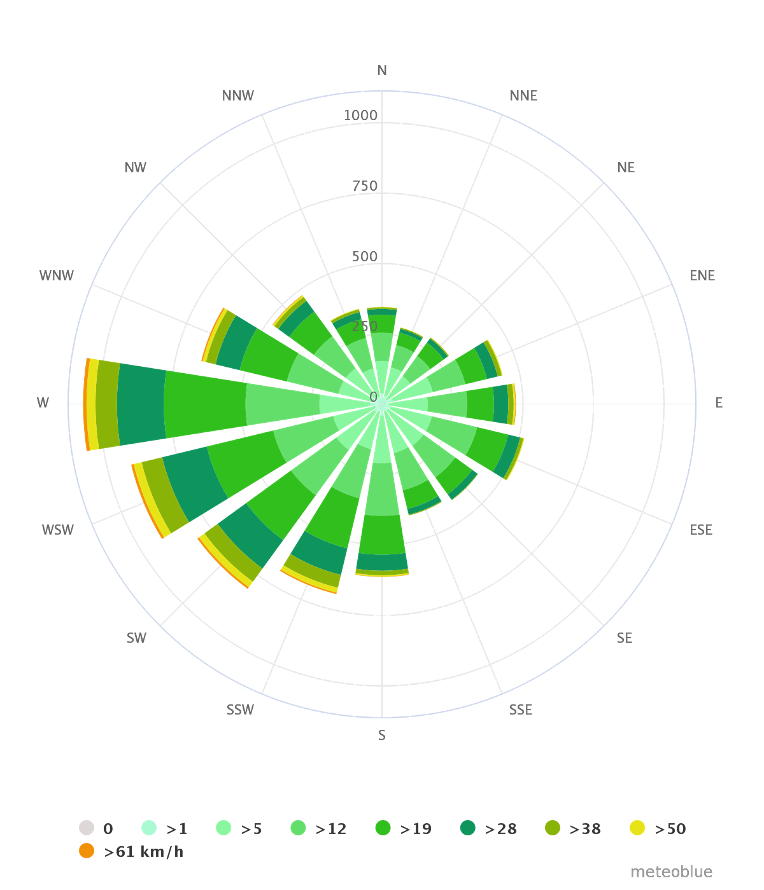 N
NNW
NNE
1000
NW
NE
750
500
WNW
ENE
250
0
W
E
WSW
ESE
SW
SE
SSW
SSE
S
0 >1 >5 >12 >19 >28 >38 >50
>61 km/h
meteoblue